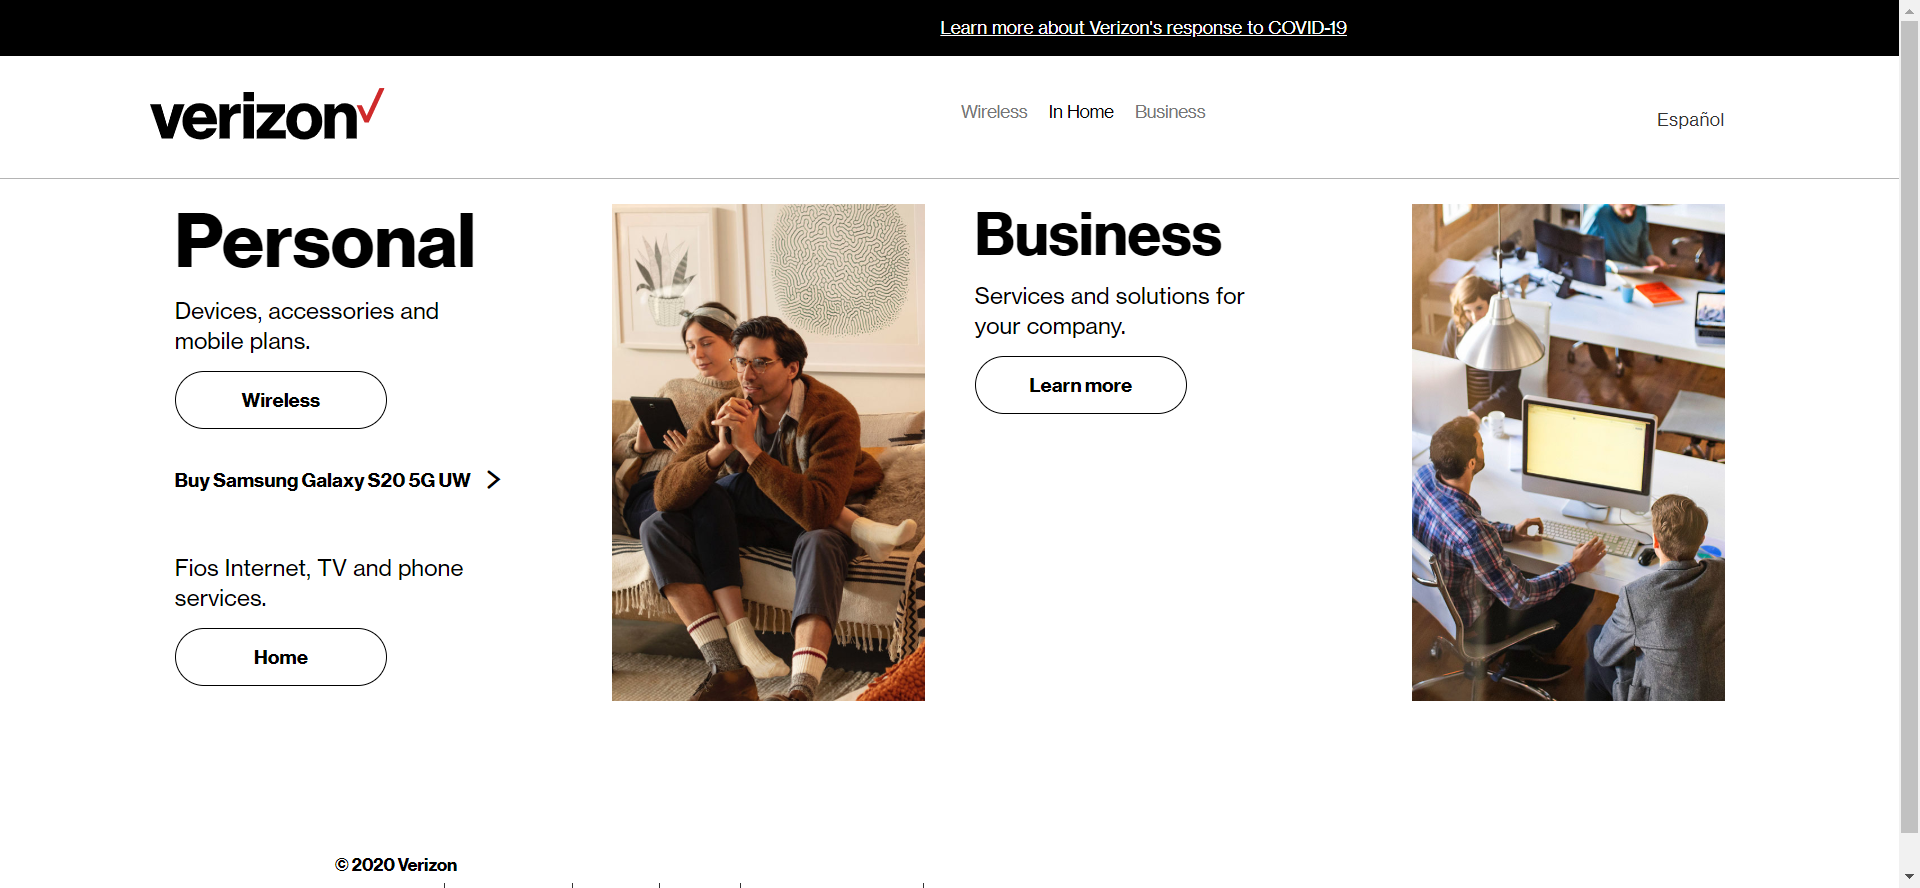 Learn more about Verizon's response to COVID-19
verizon
Wireless In Home Business
Español
Personal
Devices, accessories and
mobile plans.
Wireless
Buy Samsung Galaxy S20 5G UW
Fios Internet, TV and phone
services.
Home
Business
Services and solutions for
your company.
Learn more
© 2020 Verizon